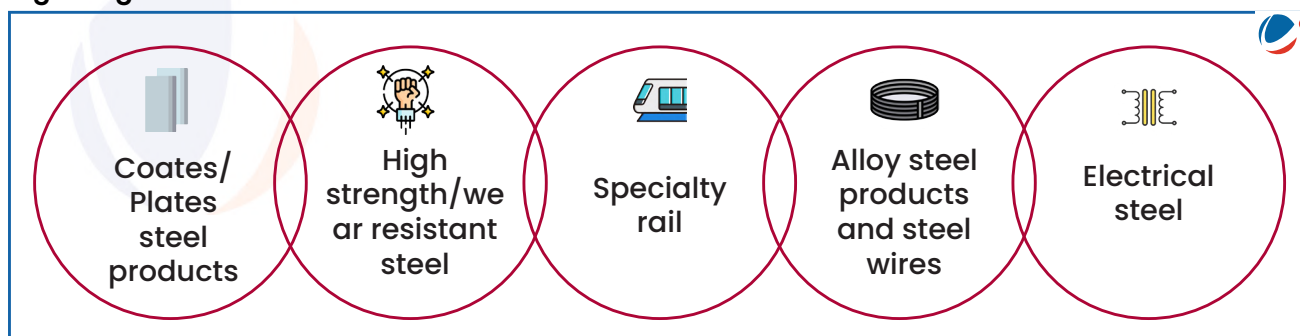 Coates/
Plates
steel
products
High
strength/we
ar resistant
steel
Specialty
rail
Alloy steel
products
and steel
wires
Electrical
steel